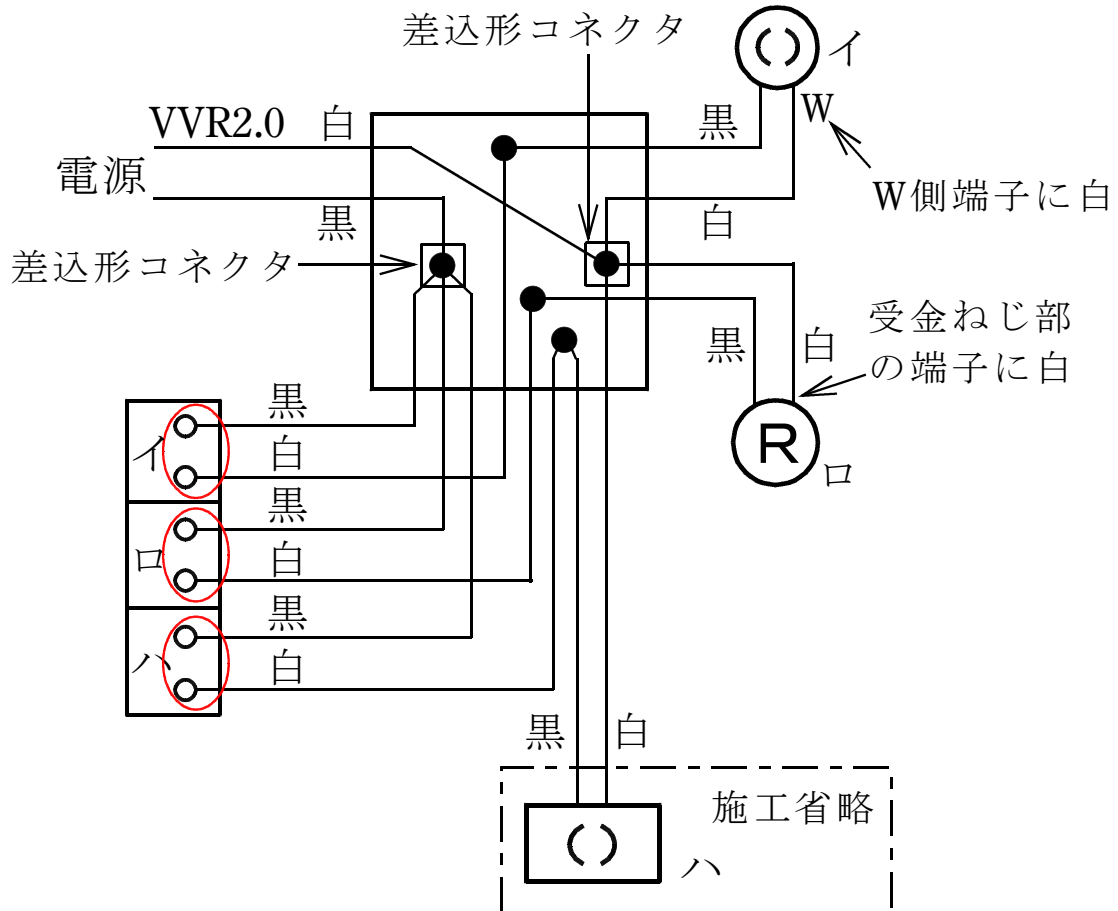 差込形コネクタ
イ
VVR2.0 白
黒
W
電源
W側端子に白
黒
白
差込形コネクタ
受金ねじ部
の端子に白
黒
白
黒
イ
白
R
ロ
黒
ロ
白
黒
ハ
白
黒
白
施工省略
ハ